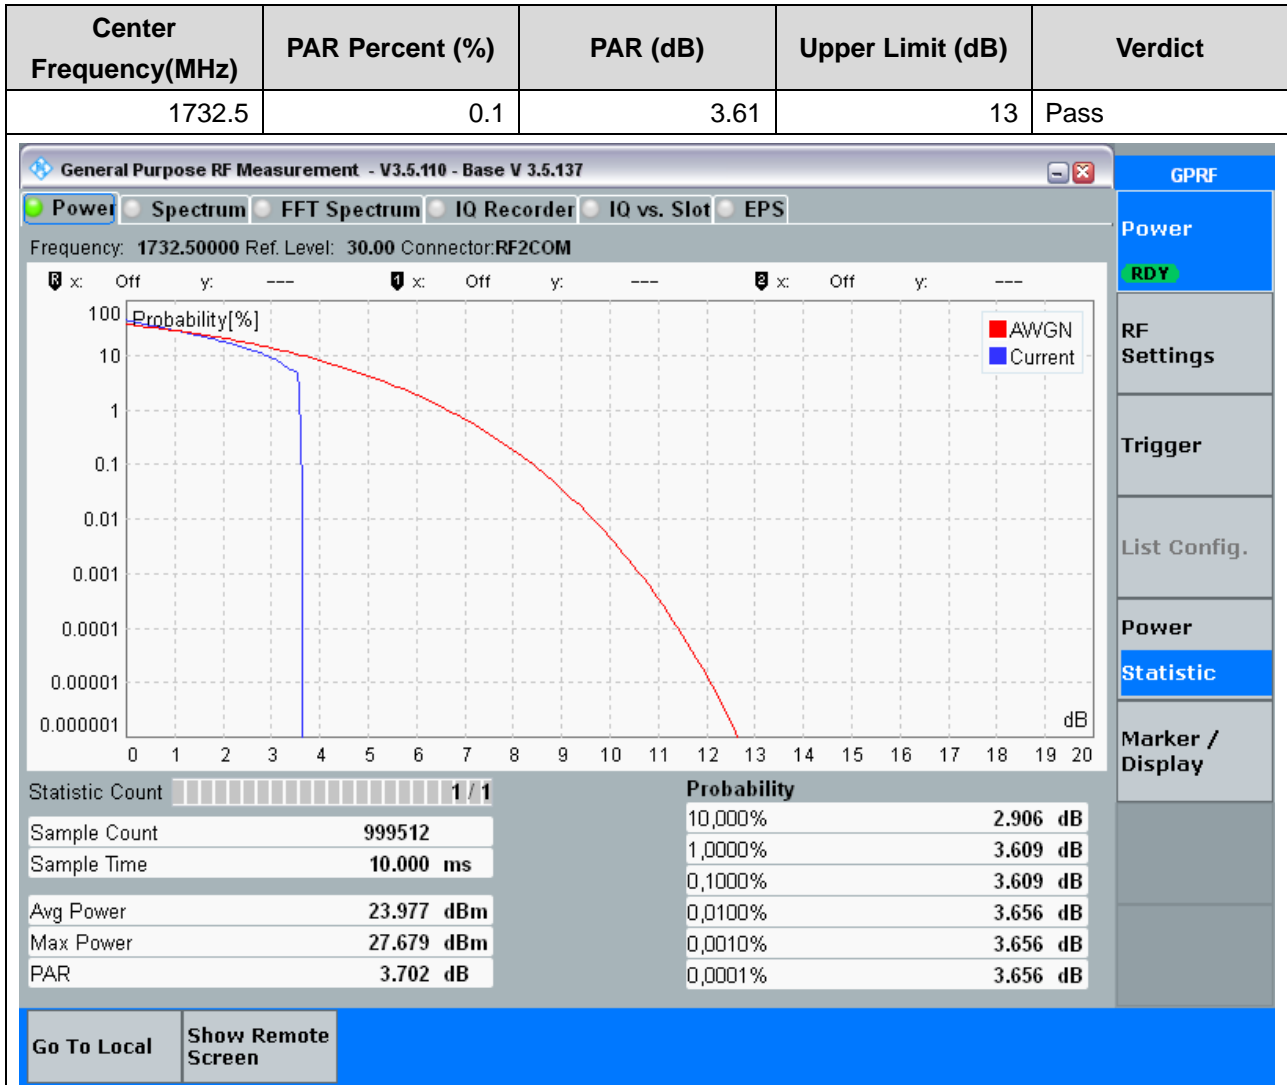 Center Frequency(MHz) PAR Percent (%) PAR (dB) Upper Limit (dB) Verdict
1732.5 0.1 3.61 13 Pass
General Purpose RF Measurement - V3.5.110 - Base V 3.5.137
GPRF
Power Spectrum FFT Spectrum IQ Recorder IQ vs. Slot EPS
Frequency: 1732.50000 Ref. Level: 30.00 Connector:RF2COM
R x: Off y: --- 1 x: Off y: --- 2 x: Off y: ---
Probability[%]
AWGN
Current
100
10
1
0.1
0.01
0.001
0.0001
0.00001
0.000001
dB
0 1 2 3 4 5 6 7 8 9 10 11 12 13 14 15 16 17 18 19 20
Statistic Count 1 / 1
Sample Count 999512
Sample Time 10.000 ms
Avg Power 23.977 dBm
Max Power 27.679 dBm
PAR 3.702 dB
Probability
10,000% 2.906 dB
1,0000% 3.609 dB
0,1000% 3.609 dB
0,0100% 3.656 dB
0,0010% 3.656 dB
0,0001% 3.656 dB
Power
RDY
RF
Settings
Trigger
List Config.
Power
Statistic
Marker /
Display
Go To Local
Show Remote
Screen